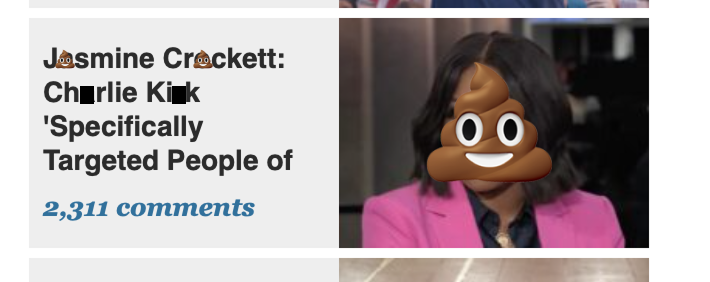 J💩smine Cr💩ckett:
Ch■rlie Ki■k
'Specifically
Targeted People of
2,311 comments